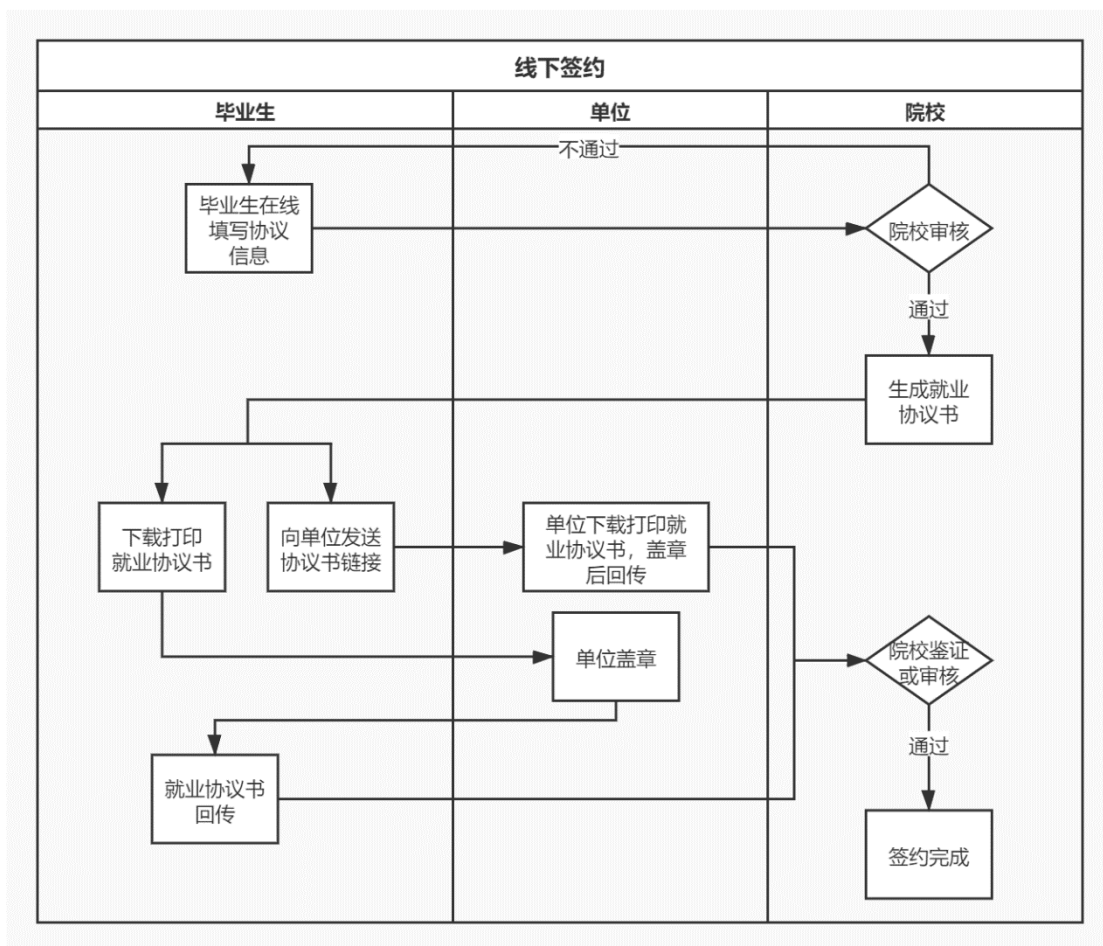 线下签约
毕业生
单位
院校
不通过
毕业生在线
填写协议
信息
院校审核
通过
生成就业
协议书
下载打印
就业协议书
向单位发送
协议书链接
单位下载打印就
业协议书，盖章
后回传
单位盖章
院校鉴证
或审核
通过
就业协议书
回传
签约完成